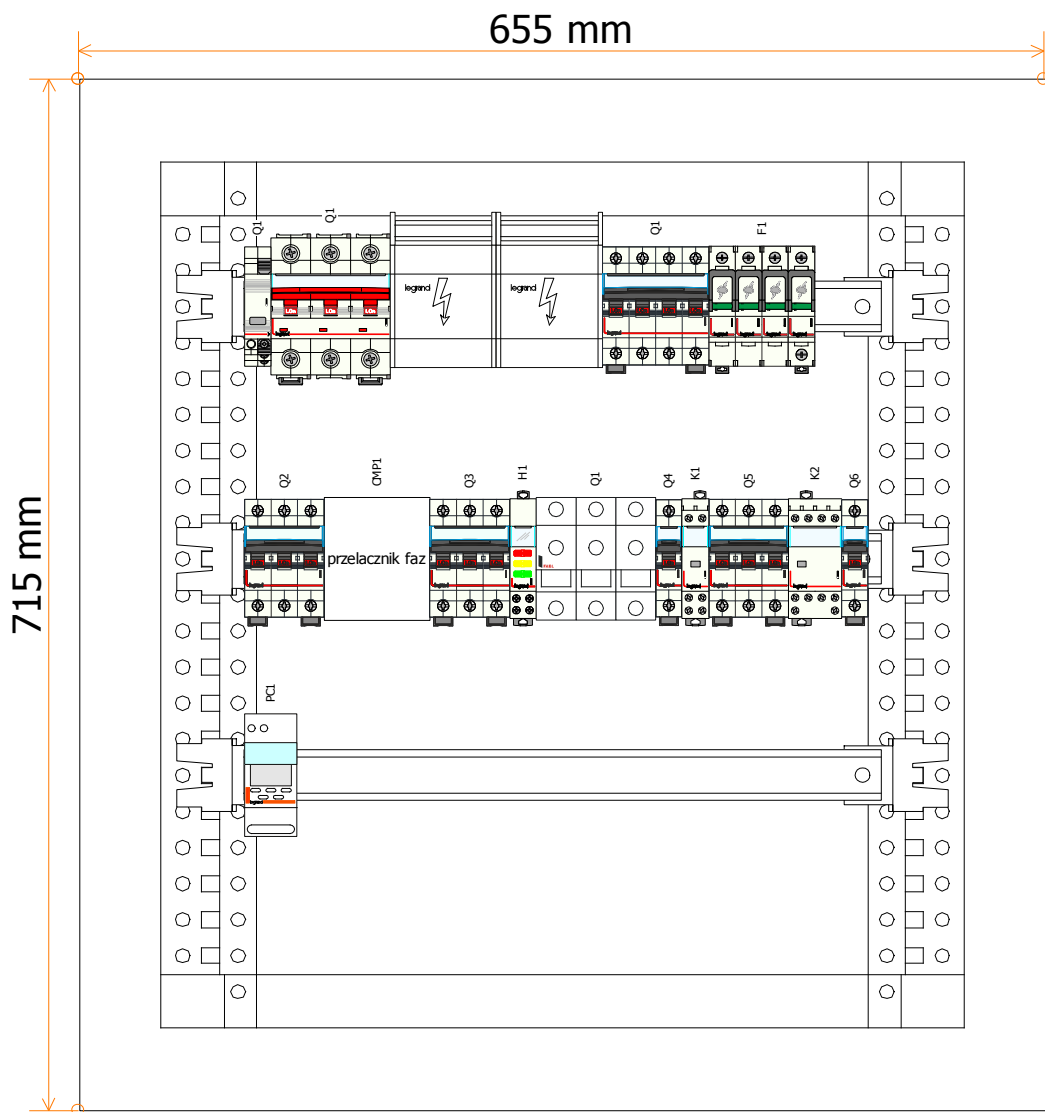 655 mm
715 mm
Q1
Q1
Q1
F1
legrand
legrand
Q2
CMP1
Q3
H1
Q1
Q4
K1
Q5
K2
Q6
przelacznik faz
PC1
legrand